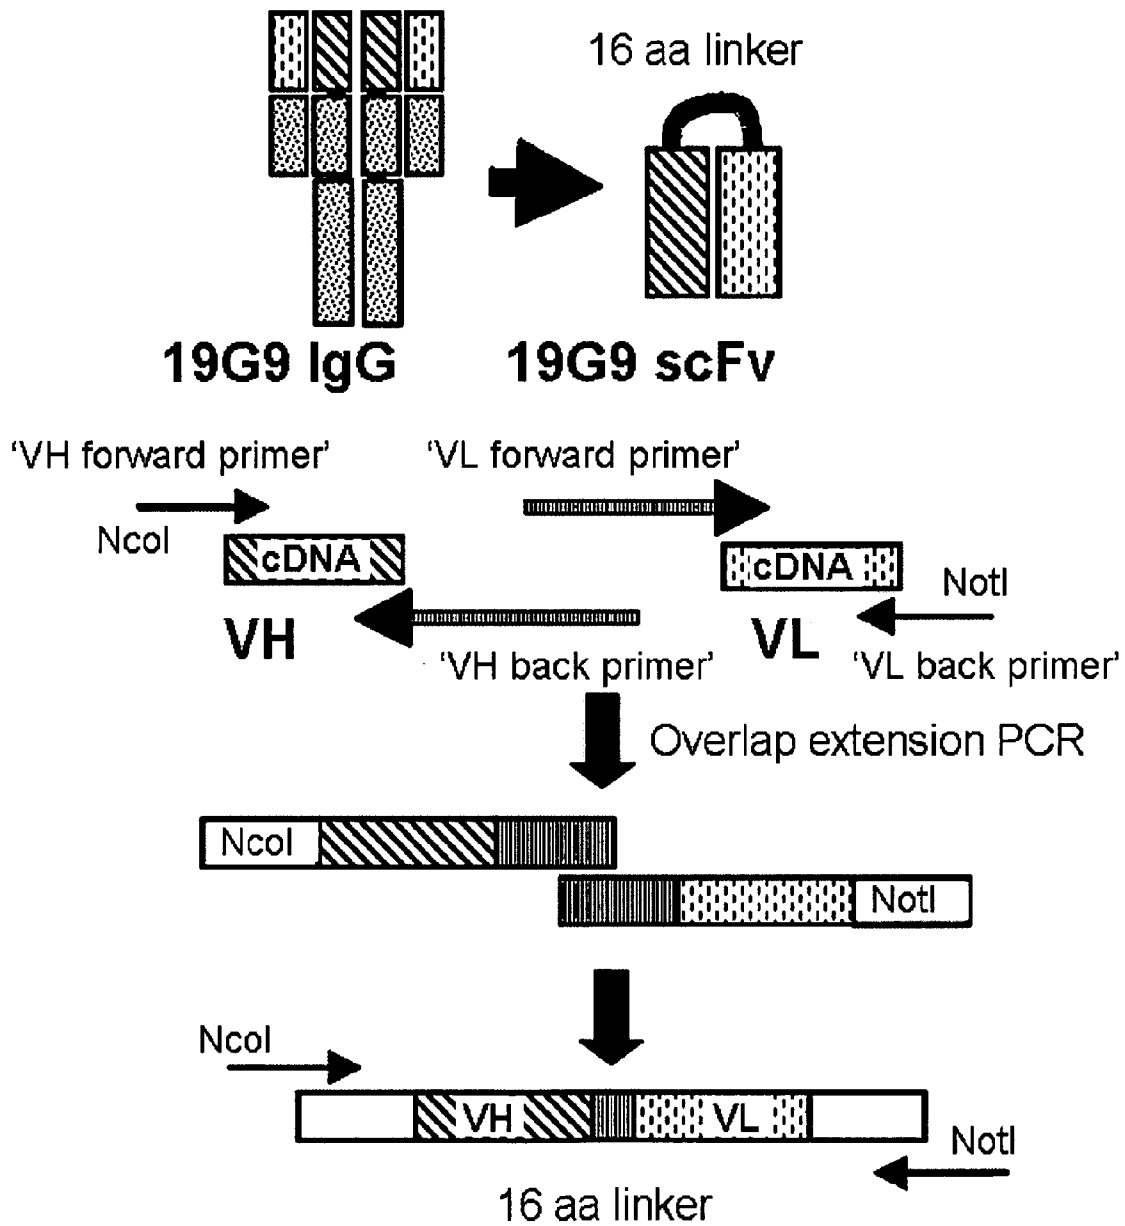 16 aa linker
19G9 IgG
19G9 scFv
‘VH forward primer’
‘VL forward primer’
NcoI
cDNA
cDNA
NotI
VH
VL
‘VH back primer’
‘VL back primer’
Overlap extension PCR
NcoI
NotI
NcoI
VH
VL
NotI
16 aa linker